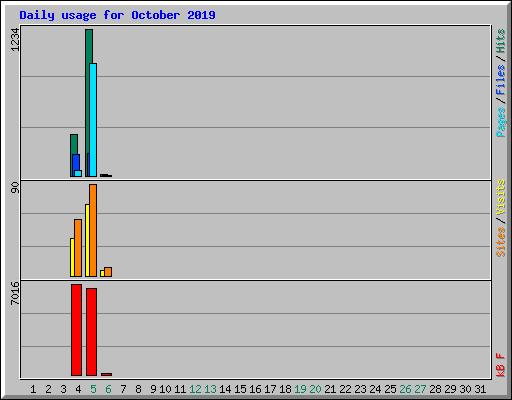 Daily usage for October 2019
1234
90
7016
Pages / Files / Hits
Sites / Visits
kB F
1 2 3 4 5 6 7 8 9 10 11 12 13 14 15 16 17 18 19 20 21 22 23 24 25 26 27 28 29 30 31